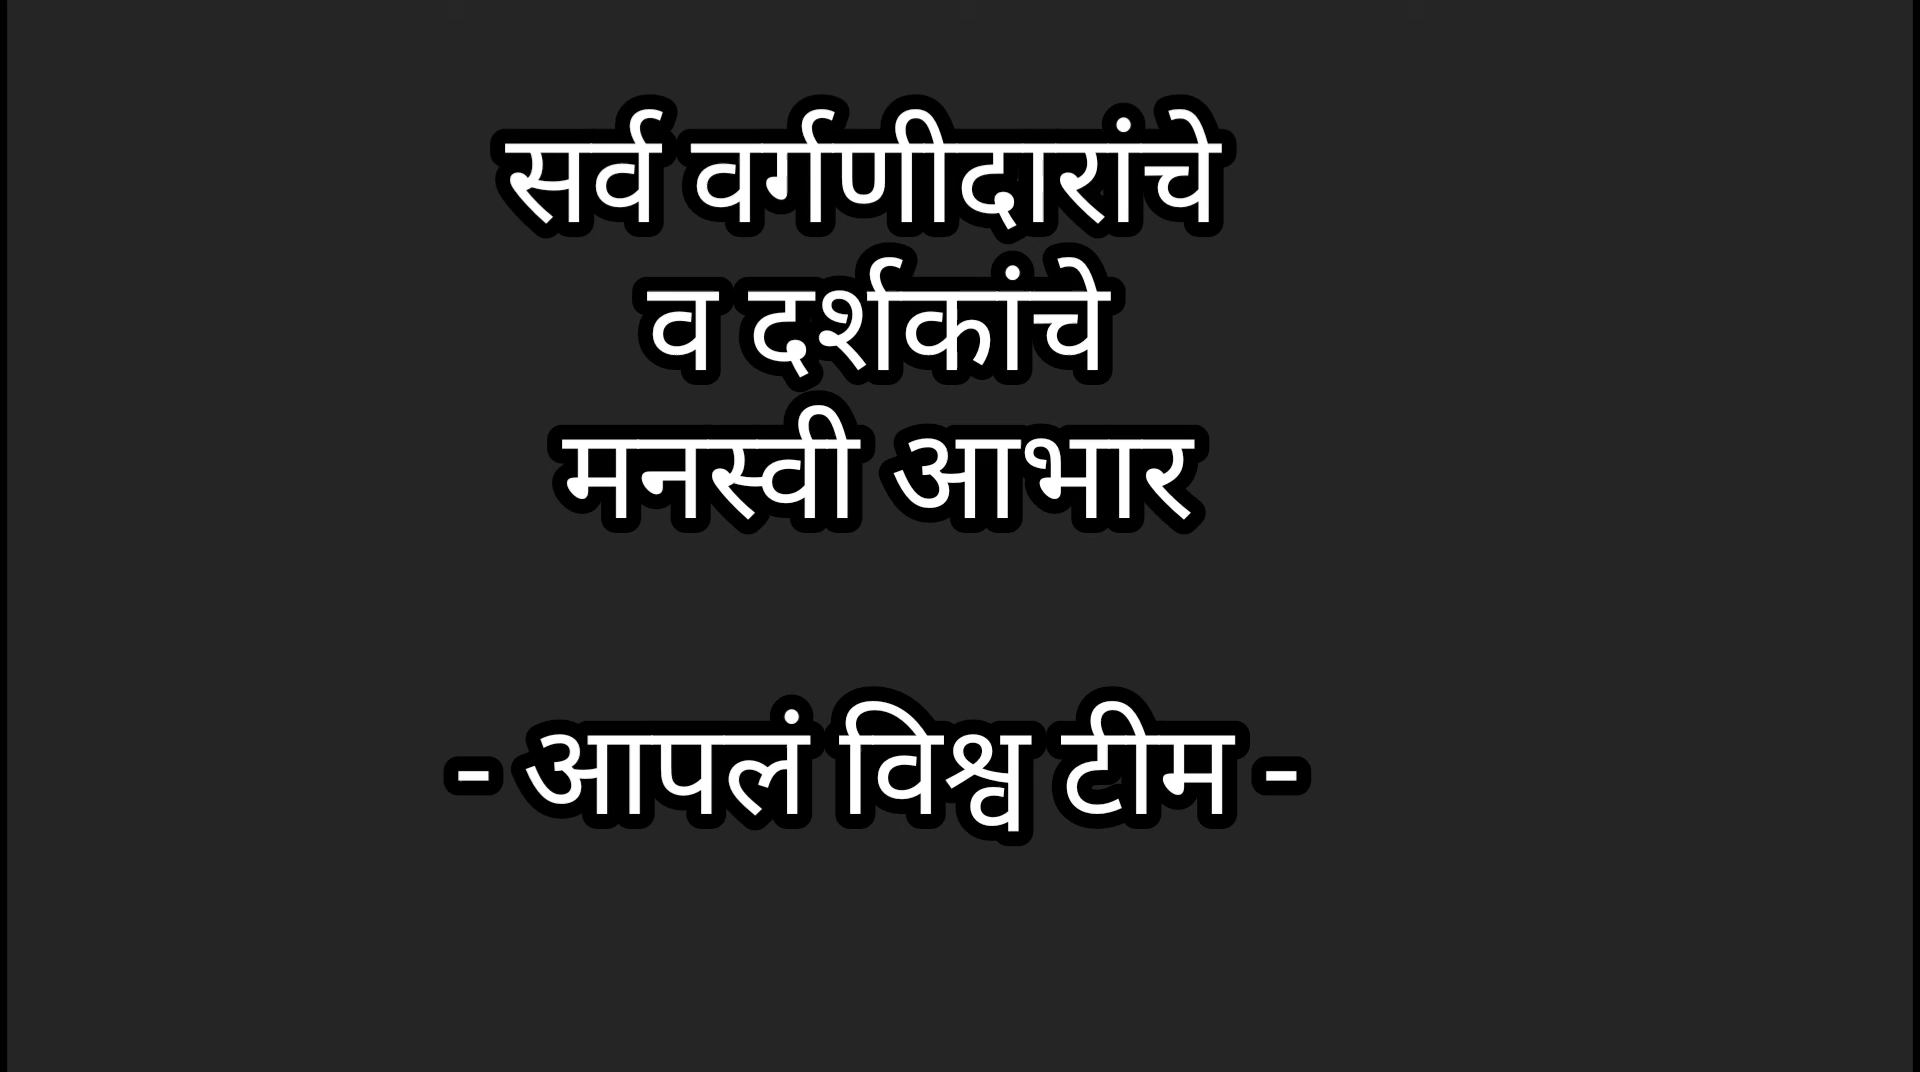 सर्व वर्गणीदारांचे
व दर्शकांचे
मनस्वी आभार
- आपलं विश्व टीम -